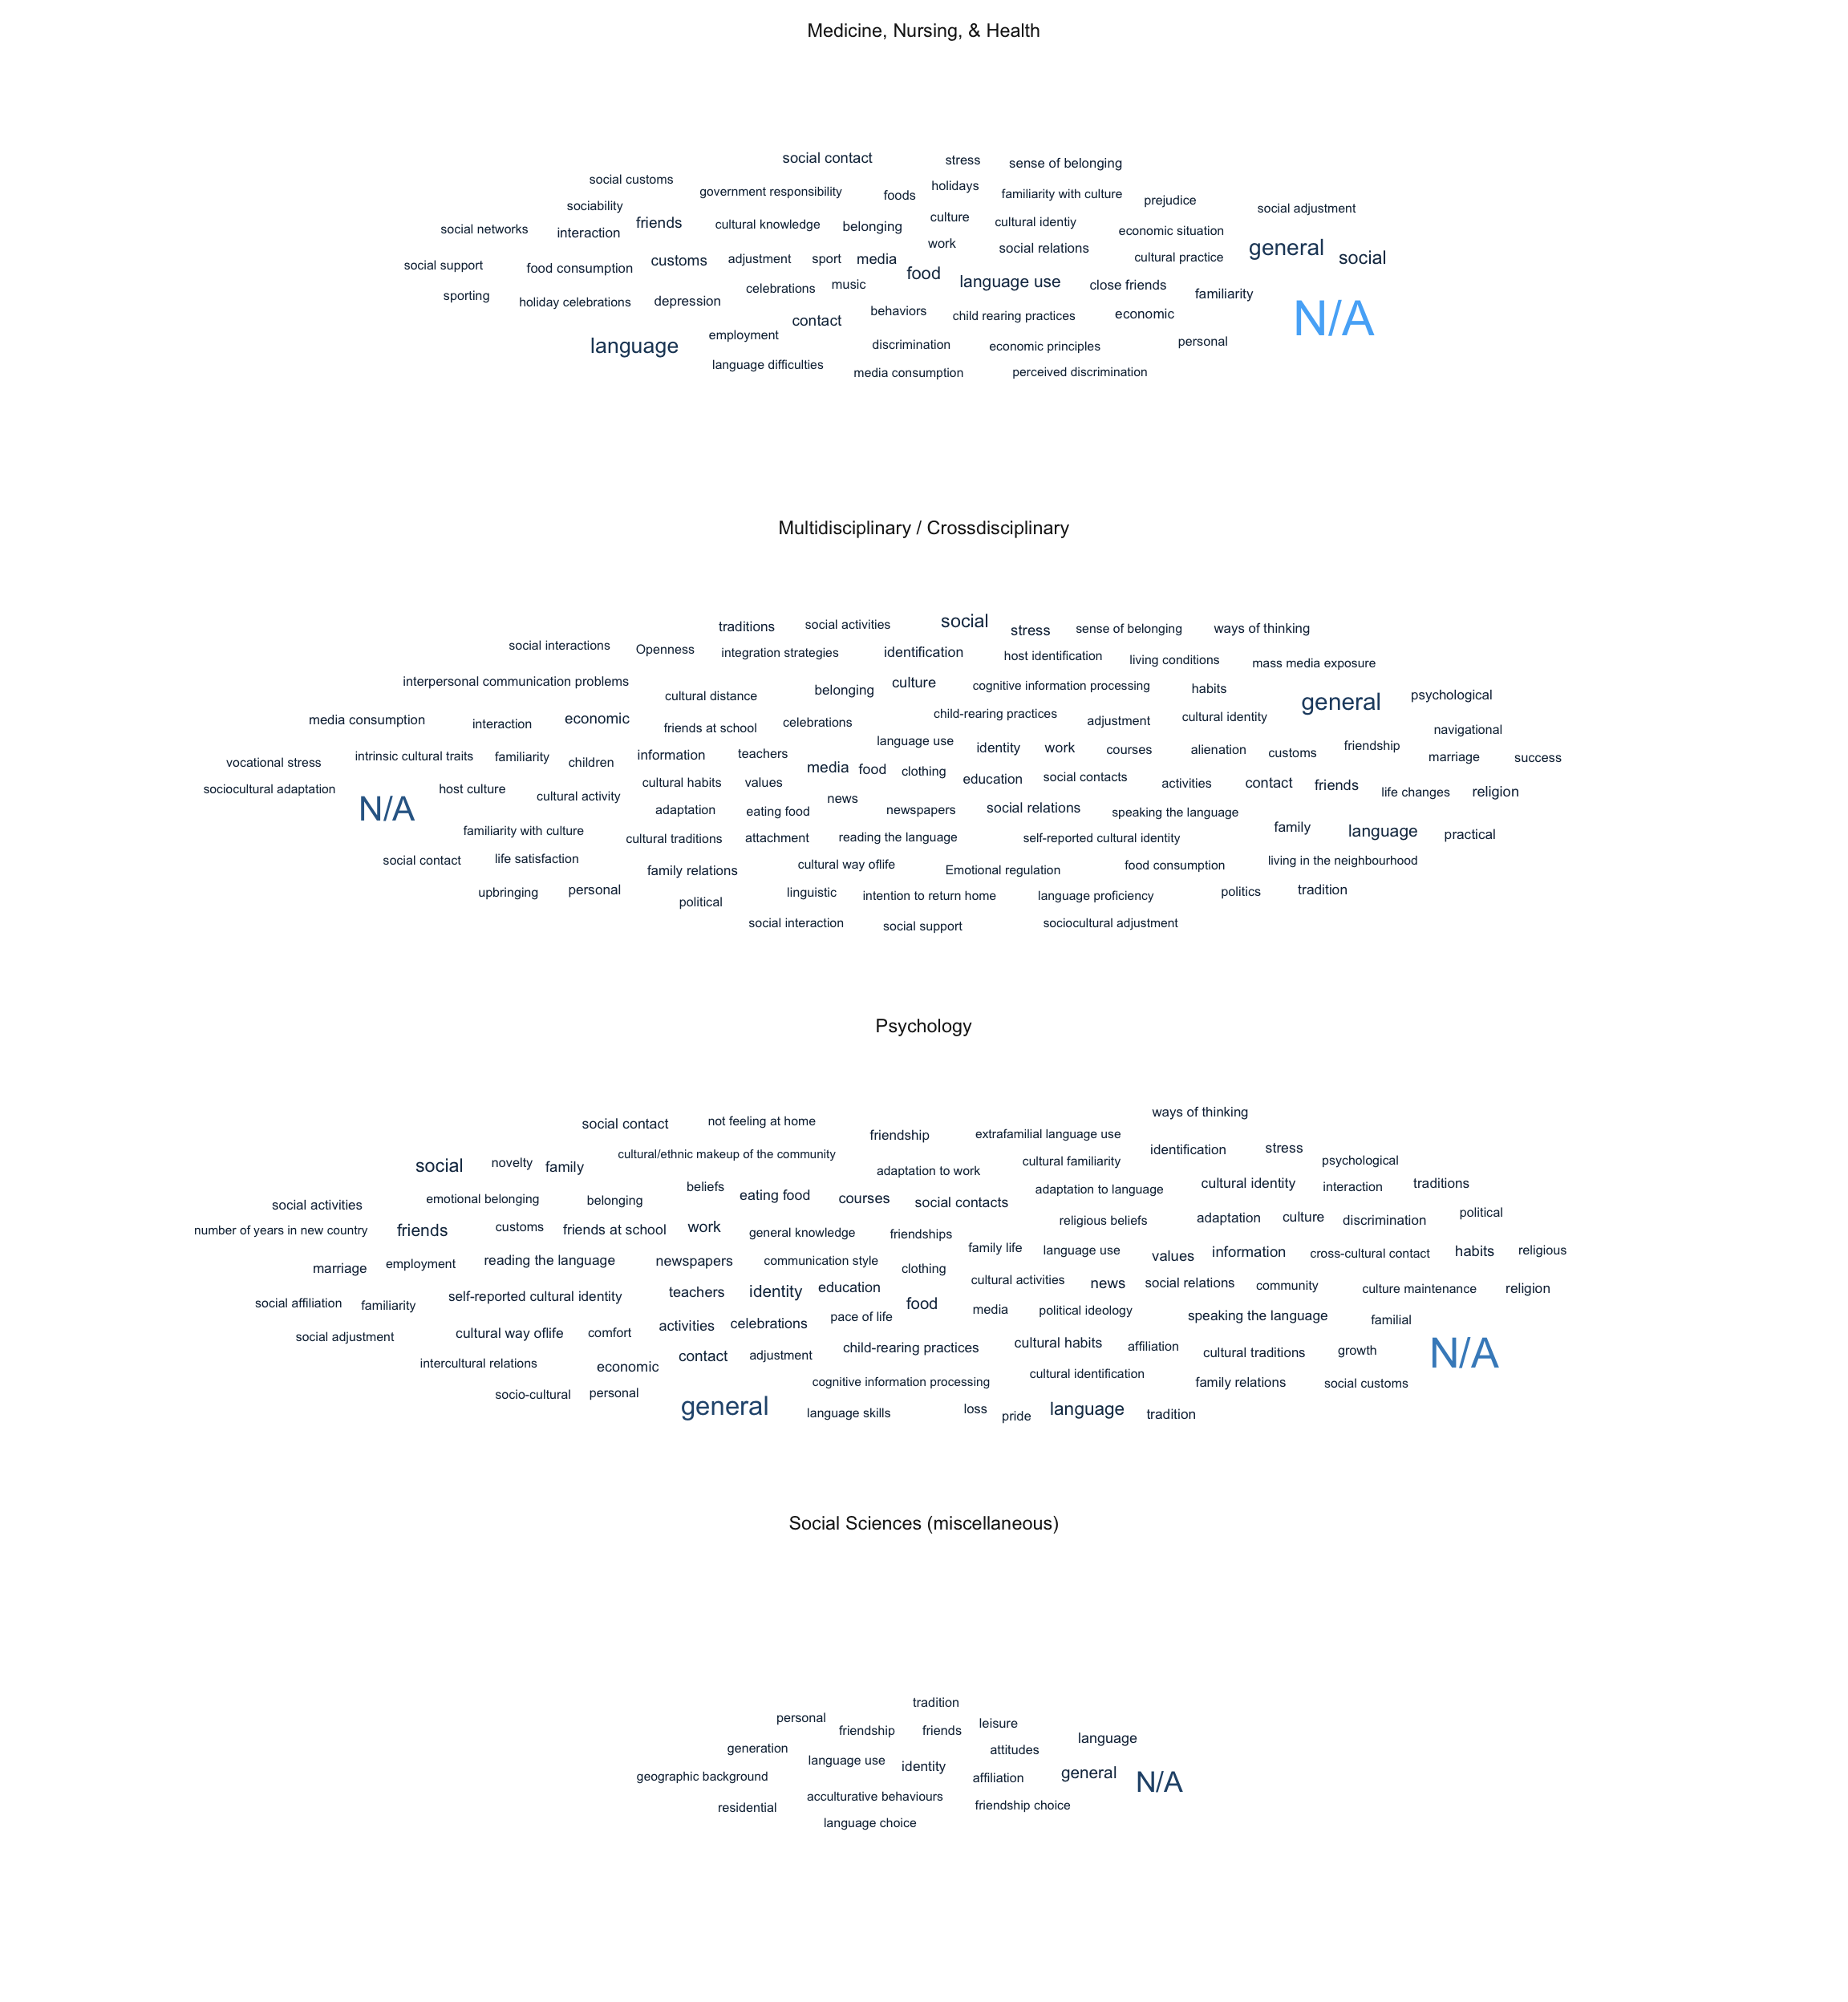 Medicine, Nursing, & Health
social contact stress sense of belonging
social customs government responsibility foods holidays familiarity with culture prejudice
sociability social adjustment
social networks interaction friends cultural knowledge belonging culture cultural identiy economic situation
work social relations general social
social support food consumption customs adjustment sport media cultural practice
food language use close friends
sporting holiday celebrations depression celebrations music familiarity
contact behaviors child rearing practices economic N/A
language employment discrimination economic principles personal
language difficulties media consumption perceived discrimination
Multidisciplinary / Crossdisciplinary
traditions social activities social stress sense of belonging ways of thinking
social interactions Openness integration strategies identification host identification living conditions mass media exposure
interpersonal communication problems cultural distance belonging culture cognitive information processing habits general psychological
media consumption interaction economic friends at school celebrations child-rearing practices adjustment cultural identity navigational
language use identity work courses alienation customs friendship
vocational stress intrinsic cultural traits familiarity children information teachers marriage success
media food clothing education social contacts
sociocultural adaptation host culture cultural habits values activities contact friends life changes religion
N/A cultural activity news
adaptation eating food newspapers social relations speaking the language
familiarity with culture cultural traditions attachment reading the language self-reported cultural identity family language practical
social contact life satisfaction family relations cultural way oflife Emotional regulation food consumption living in the neighbourhood
upbringing personal linguistic intention to return home language proficiency politics tradition
political
social interaction social support sociocultural adjustment
Psychology
ways of thinking
social contact not feeling at home friendship extrafamilial language use
cultural/ethnic makeup of the community identification stress
social novelty family adaptation to work cultural familiarity psychological
beliefs adaptation to language cultural identity interaction traditions
social activities emotional belonging belonging eating food courses social contacts
number of years in new country friends customs friends at school work general knowledge friendships religious beliefs adaptation culture discrimination political
family life language use values information cross-cultural contact habits religious
marriage employment reading the language newspapers communication style clothing
teachers identity education cultural activities news social relations community culture maintenance religion
social affiliation familiarity self-reported cultural identity food media political ideology
activities celebrations pace of life speaking the language familial
social adjustment cultural way oflife comfort child-rearing practices cultural habits affiliation cultural traditions growth N/A
intercultural relations economic contact adjustment
socio-cultural personal cognitive information processing cultural identification family relations social customs
general language skills loss pride language tradition
Social Sciences (miscellaneous)
tradition
personal friendship friends leisure
language
generation language use attitudes
geographic background identity affiliation general N/A
residential acculturative behaviours friendship choice
language choice